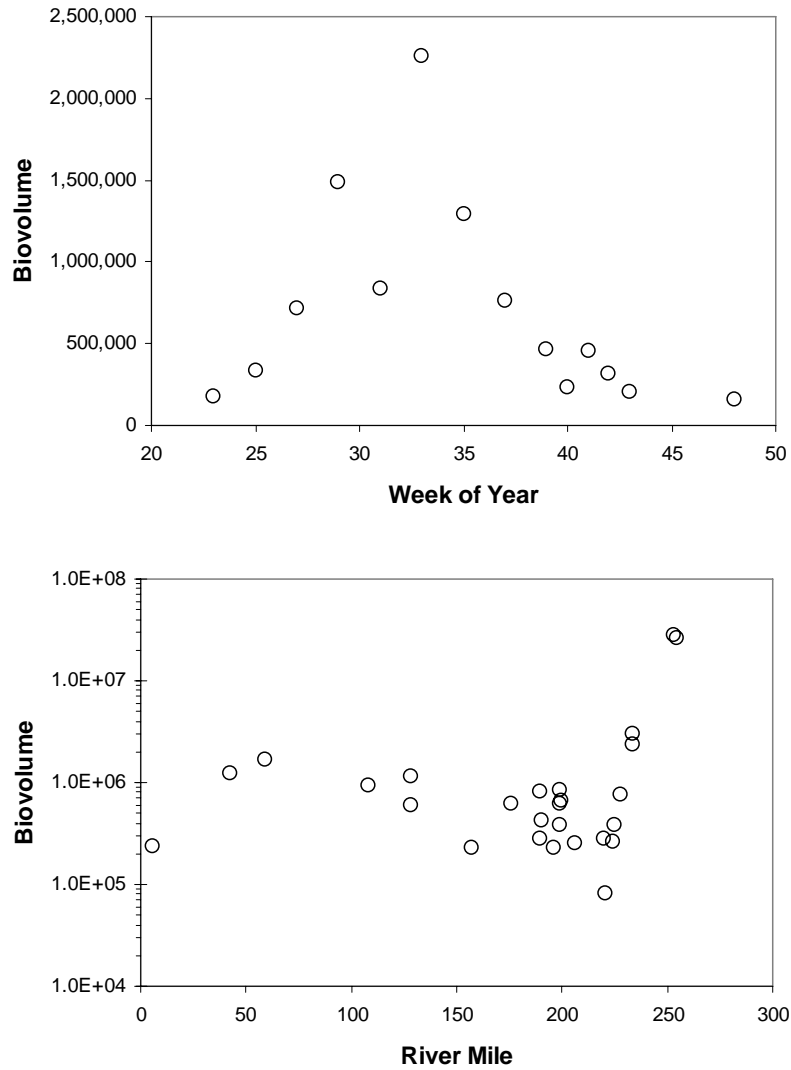 2,500,000
2,000,000
1,500,000
1,000,000
500,000
0
Biovolume
20 25 30 35 40 45 50
Week of Year
1.0E+08
1.0E+07
1.0E+06
1.0E+05
1.0E+04
Biovolume
0 50 100 150 200 250 300
River Mile